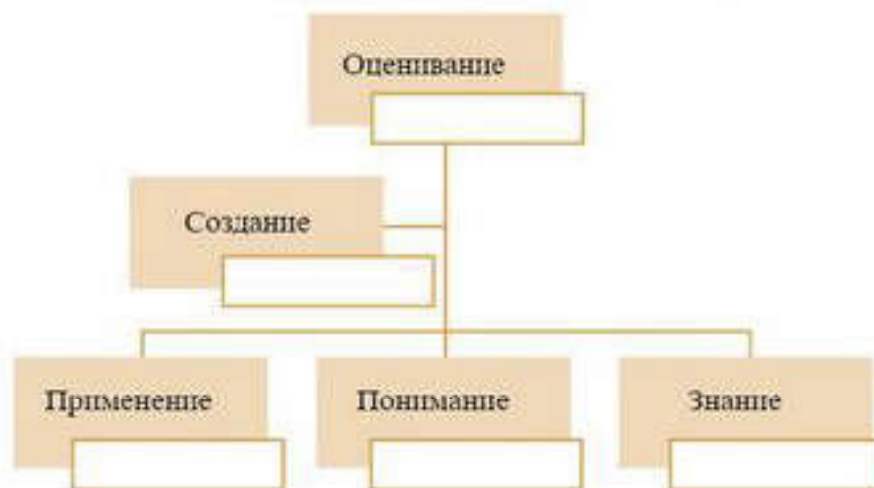 Оценивание
Создание
Применение
Понимание
Знание